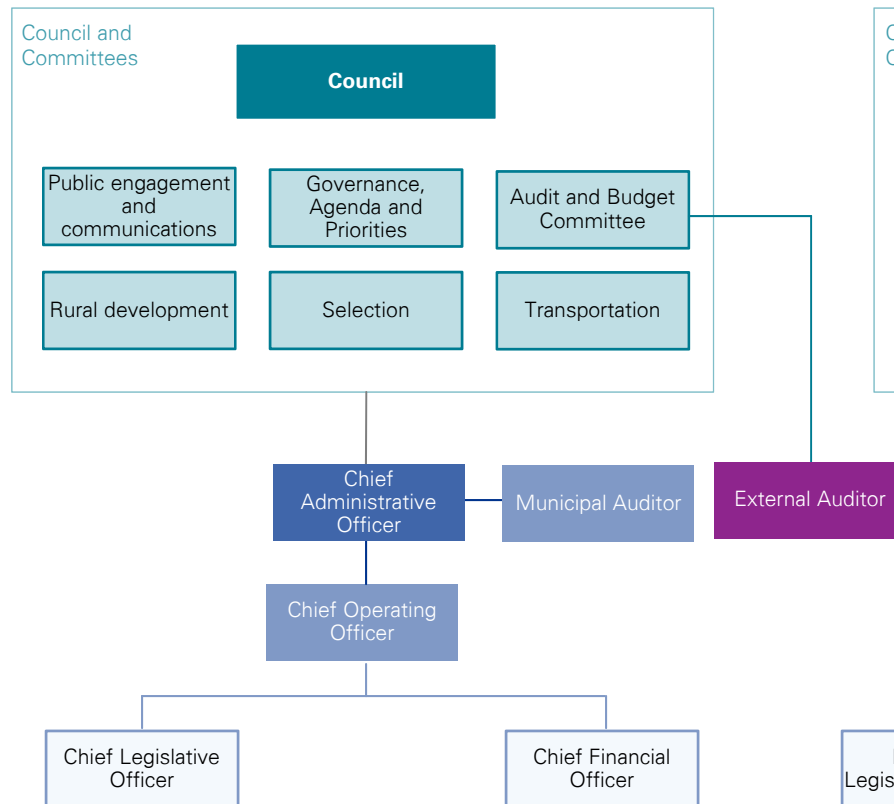 Council and
Committees
Council
Public engagement
and
communications
Governance,
Agenda and
Priorities
Audit and Budget
Committee
Rural development
Selection
Transportation
Chief
Administrative
Officer
Municipal Auditor
External Auditor
Chief Operating
Officer
Chief Legislative
Officer
Chief Financial
Officer